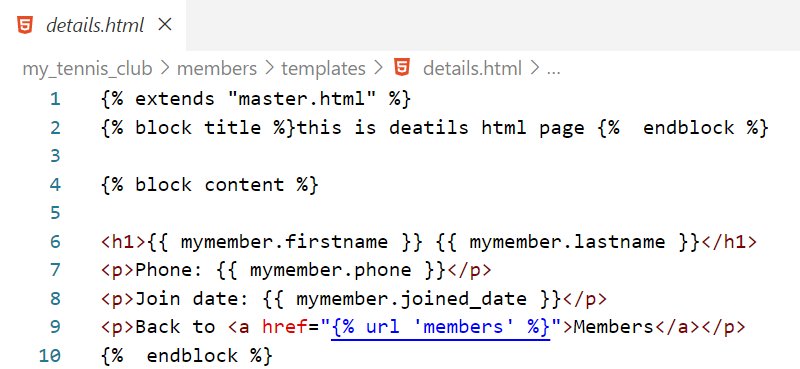 details.html ×
my_tennis_club > members > templates > details.html > ...
1 {% extends "master.html" %}
2 {% block title %}this is deatils html page {%  endblock %}
3
4 {% block content %}
5
6 <h1>{{ mymember.firstname }} {{ mymember.lastname }}</h1>
7 <p>Phone: {{ mymember.phone }}</p>
8 <p>Join date: {{ mymember.joined_date }}</p>
9 <p>Back to <a href="{% url 'members' %}">Members</a></p>
10 {%  endblock %}